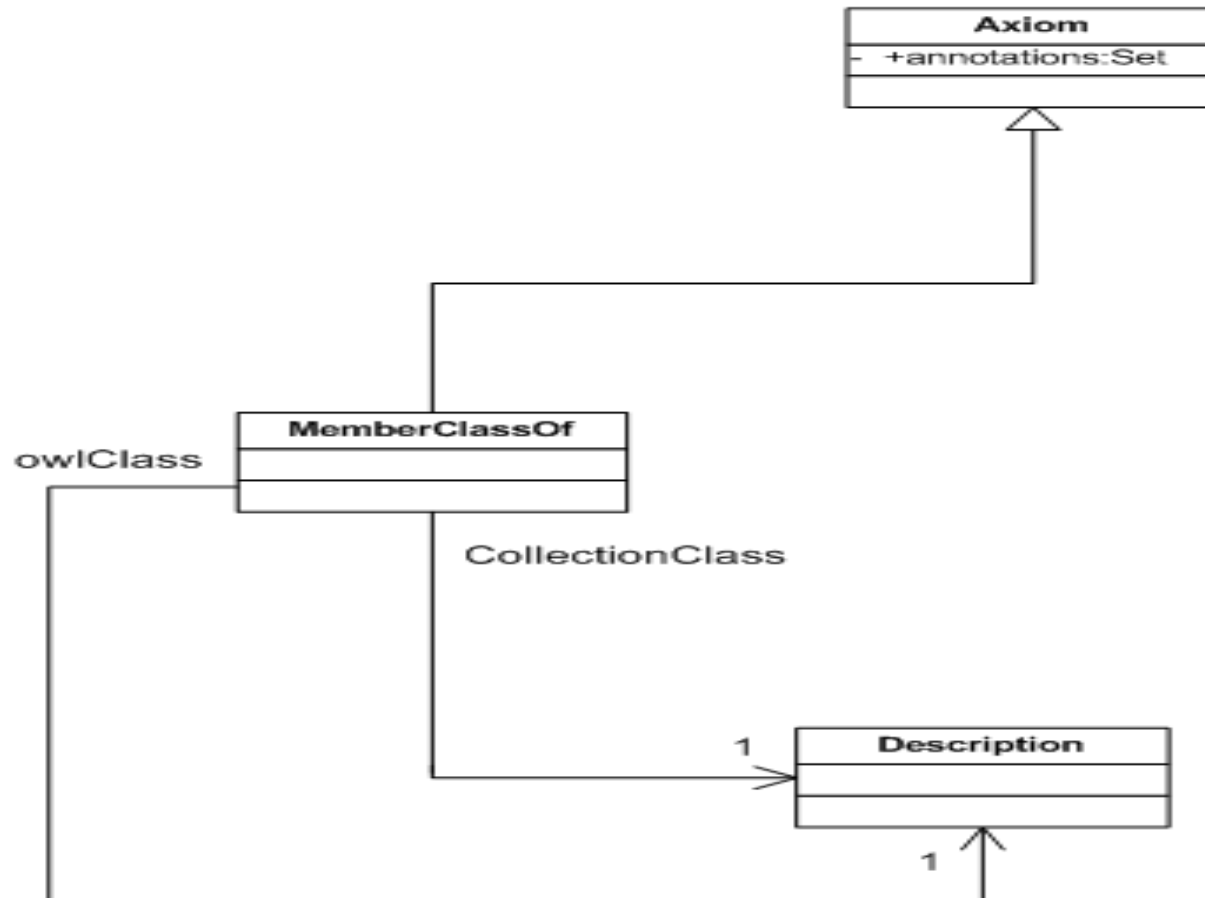 Axiom
- +annotations:Set
MemberClassOf
owlClass
CollectionClass
1
Description
1